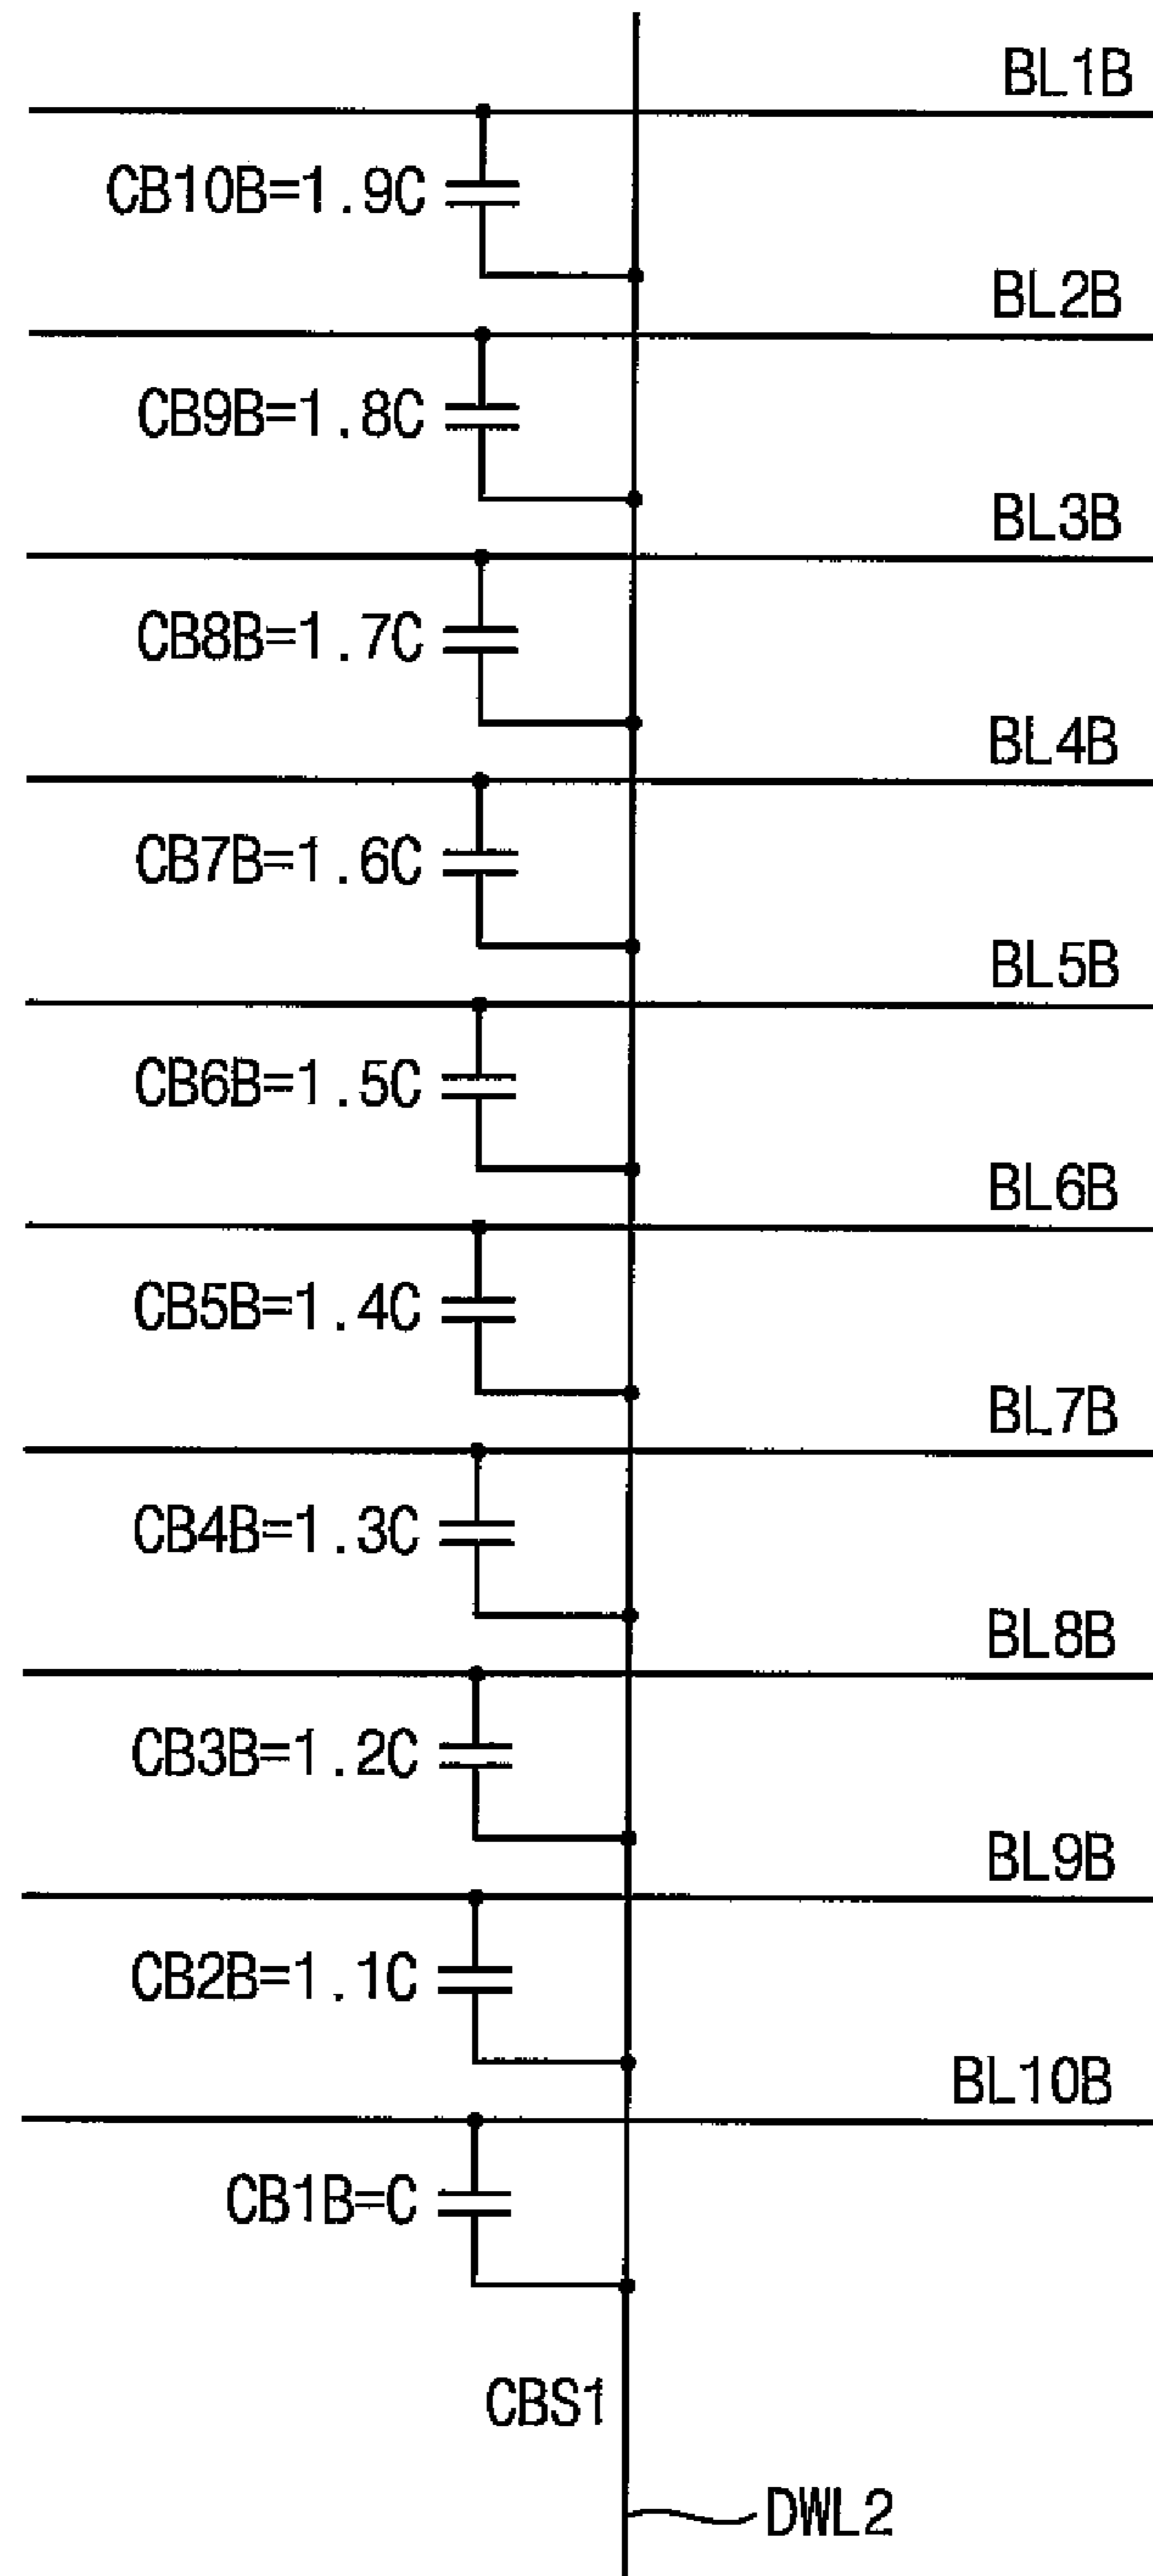 BL1B
CB10B=1.9C
BL2B
CB9B=1.8C
BL3B
CB8B=1.7C
BL4B
CB7B=1.6C
BL5B
CB6B=1.5C
BL6B
CB5B=1.4C
BL7B
CB4B=1.3C
BL8B
CB3B=1.2C
BL9B
CB2B=1.1C
BL10B
CB1B=C
CBS1
DWL2